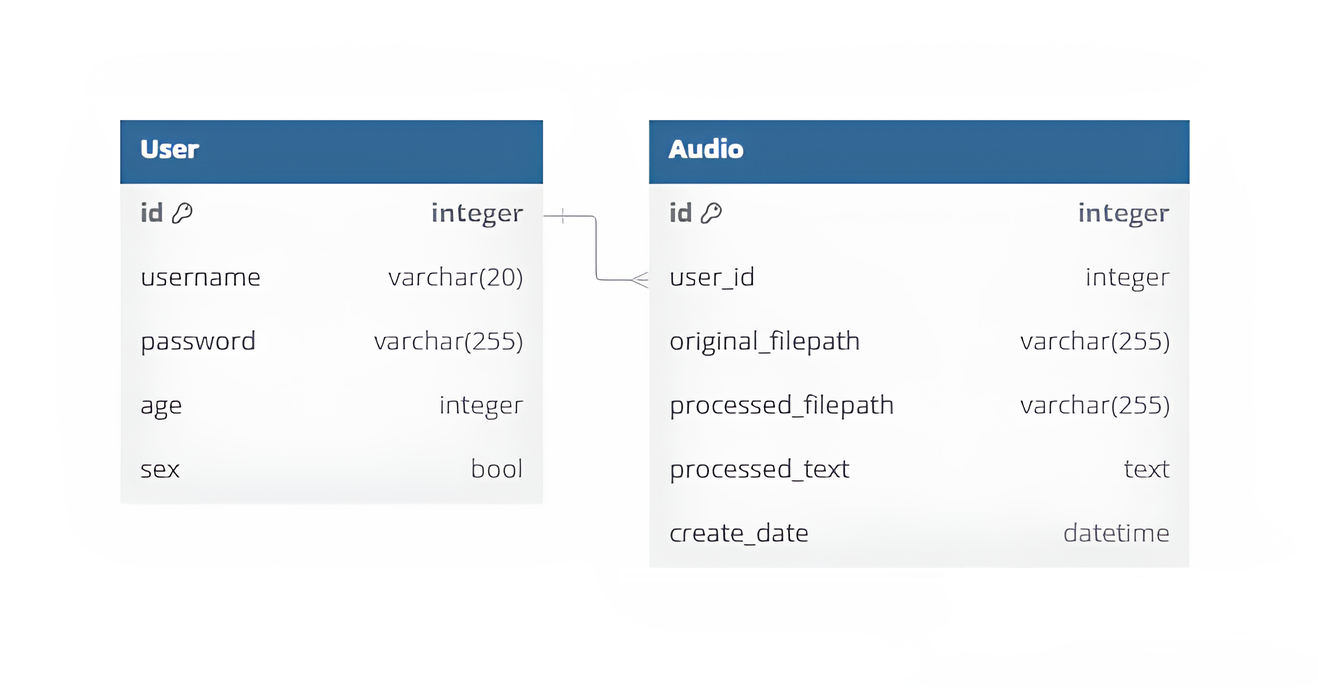 User
id integer
username varchar(20)
password varchar(255)
age integer
sex bool
Audio
id integer
user_id integer
original_filepath varchar(255)
processed_filepath varchar(255)
processed_text text
create_date datetime